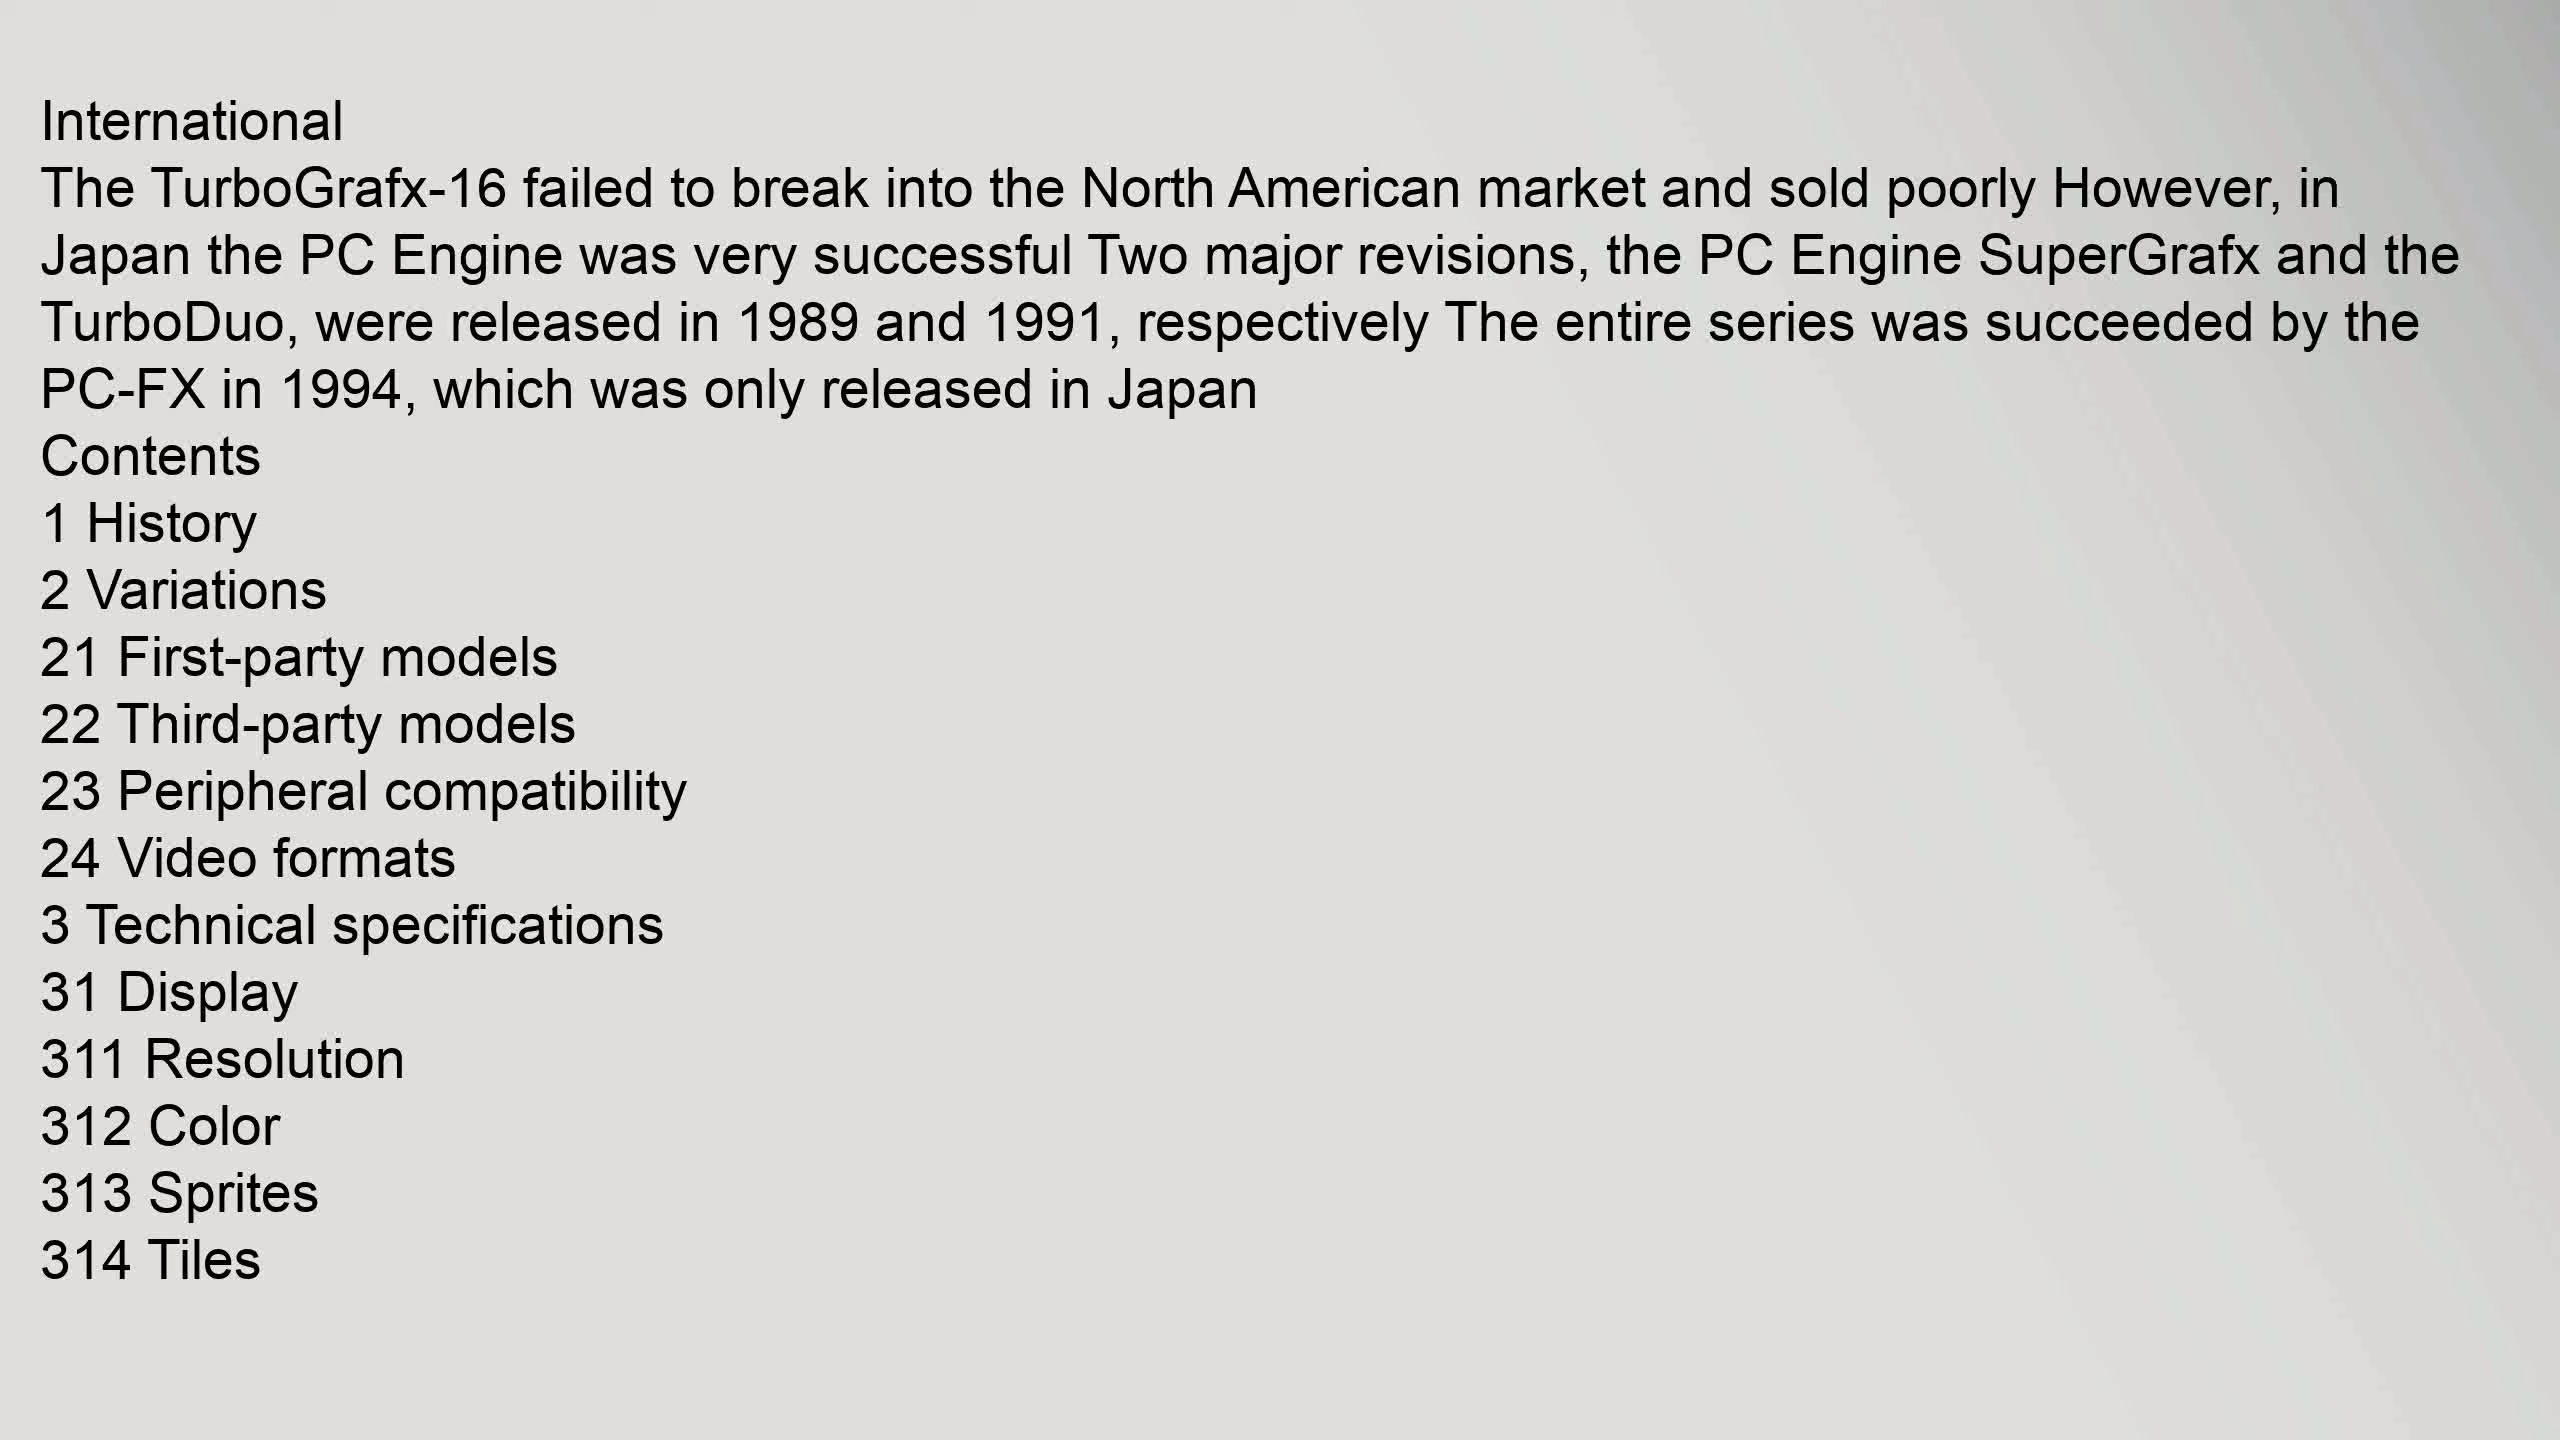 International
The TurboGrafx-16 failed to break into the North American market and sold poorly However, in
Japan the PC Engine was very successful Two major revisions, the PC Engine SuperGrafx and the
TurboDuo, were released in 1989 and 1991, respectively The entire series was succeeded by the
PC-FX in 1994, which was only released in Japan
Contents
1 History
2 Variations
21 First-party models
22 Third-party models
23 Peripheral compatibility
24 Video formats
3 Technical specifications
31 Display
311 Resolution
312 Color
313 Sprites
314 Tiles